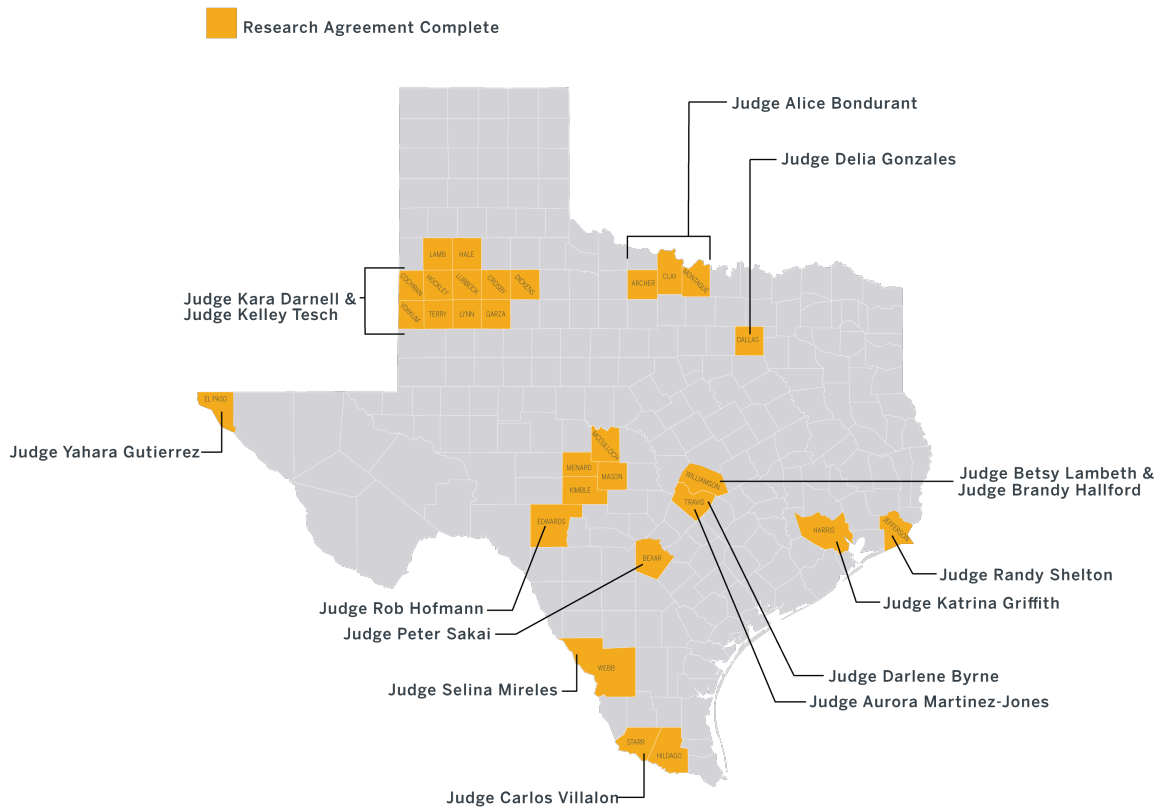 Research Agreement Complete
Judge Alice Bondurant
Judge Delia Gonzales
LAMB
HALE
COCHRAN
HOCKLEY
LUBBOCK
CROSBY
DICKENS
ARCHER
CLAY
MONTAGUE
Judge Kara Darnell &
Judge Kelley Tesch
YOAKUM
TERRY
LYNN
GARZA
DALLAS
EL PASO
Judge Yahara Gutierrez
MCCULLOCH
MENARD
MASON
KIMBLE
WILLIAMSON
TRAVIS
Judge Betsy Lambeth &
Judge Brandy Hallford
EDWARDS
HARRIS
JEFFERSON
BEXAR
Judge Randy Shelton
Judge Katrina Griffith
Judge Rob Hofmann
Judge Peter Sakai
WEBB
Judge Selina Mireles
Judge Darlene Byrne
Judge Aurora Martinez-Jones
STARR
HILDAGO
Judge Carlos Villalon